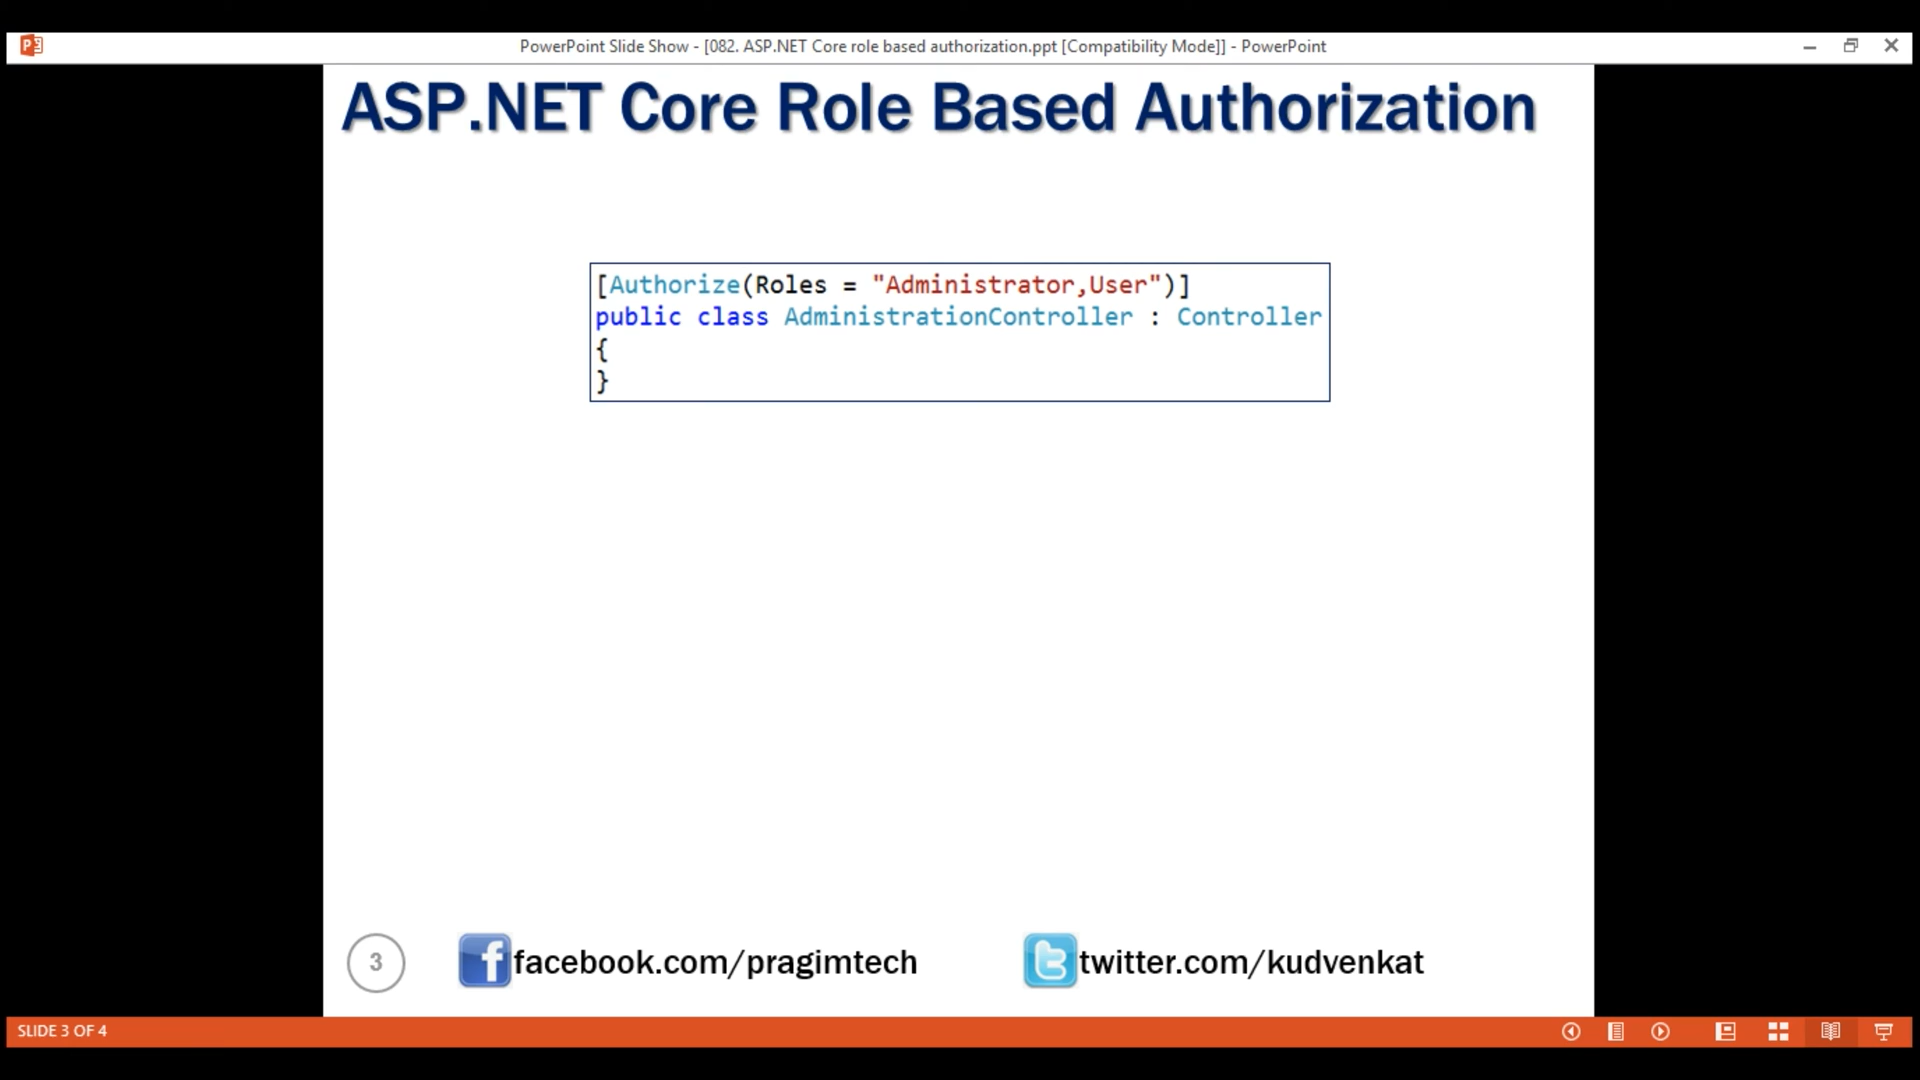 PowerPoint Slide Show - [082. ASP.NET Core role based authorization.ppt [Compatibility Mode]] - PowerPoint
ASP.NET Core Role Based Authorization
[Authorize(Roles = "Administrator,User")]
public class AdministrationController : Controller
{
}
3
facebook.com/pragimtech
twitter.com/kudvenkat
SLIDE 3 OF 4